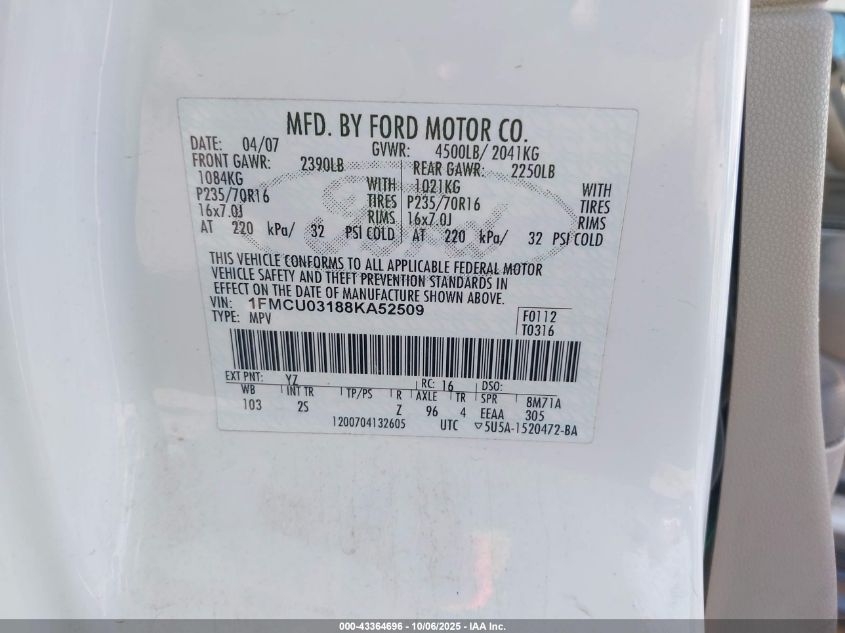 MFD. BY FORD MOTOR CO.
DATE: 04/07 GVWR: 4500LB/ 2041KG
FRONT GAWR: 2390LB REAR GAWR: 2250LB
1084KG WITH 1021KG WITH
P235/70R16 TIRES P235/70R16 TIRES
16x7.0J RIMS 16x7.0J RIMS
AT 220 kPa/ 32 PSI COLD AT 220 kPa/ 32 PSI COLD
THIS VEHICLE CONFORMS TO ALL APPLICABLE FEDERAL MOTOR
VEHICLE SAFETY AND THEFT PREVENTION STANDARDS IN
EFFECT ON THE DATE OF MANUFACTURE SHOWN ABOVE.
VIN: 1FMCU03188KA52509 F0112
TYPE: MPV T0316
EXT PNT: YZ RC: 16 DSO:
WB INT TR TP/PS R AXLE TR SPR 8M71A
103 2S Z 96 4 EEAA 305
1200704132605 UTC ▽5U5A-1520472-BA
Ford
000-43364696 - 10/06/2025 - IAA Inc.